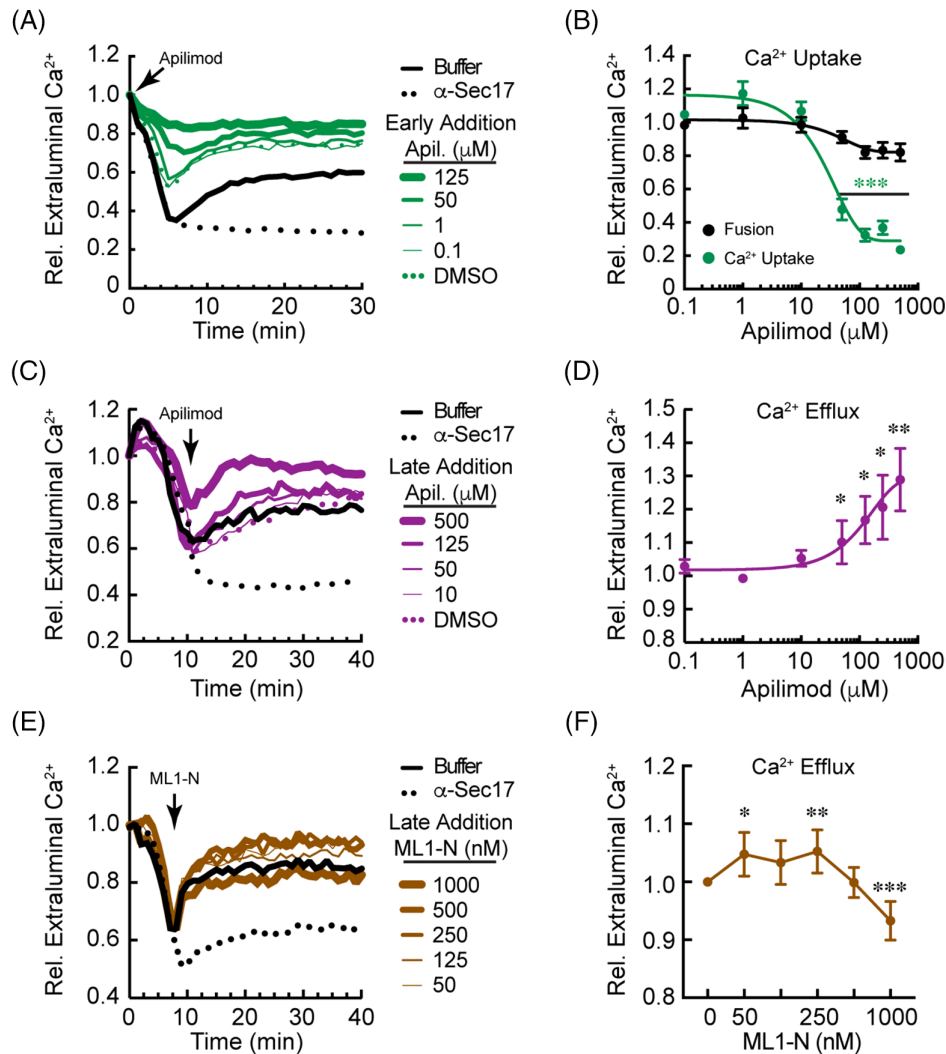 (A)
Rel. Extraluminal Ca²⁺
1.2
1.0
0.8
0.6
0.4
0.2
0
0
10
20
30
Time (min)
Apilimod
Buffer
α-Sec17
Early Addition
Apil. (μM)
125
50
1
0.1
DMSO
(B)
Ca²⁺ Uptake
Rel. Extraluminal Ca²⁺
1.4
1.2
1.0
0.8
0.6
0.4
0.2
0
***
Fusion
Ca²⁺ Uptake
0.1
1
10
100
1000
Apilimod (μM)
(C)
Rel. Extraluminal Ca²⁺
1.2
1.0
0.8
0.6
0.4
0.2
0
10
20
30
40
Time (min)
Apilimod
Buffer
α-Sec17
Late Addition
Apil. (μM)
500
125
50
10
DMSO
(D)
Ca²⁺ Efflux
Rel. Extraluminal Ca²⁺
1.5
1.4
1.3
1.2
1.1
1.0
0.9
0.8
*
*
*
**
0.1
1
10
100
1000
Apilimod (μM)
(E)
Rel. Extraluminal Ca²⁺
1.2
1.0
0.8
0.6
0.4
0
10
20
30
40
Time (min)
ML1-N
Buffer
α-Sec17
Late Addition
ML1-N (nM)
1000
500
250
125
50
(F)
Ca²⁺ Efflux
Rel. Extraluminal Ca²⁺
1.2
1.1
1.0
0.9
0.8
*
**
***
0
50
250
1000
ML1-N (nM)